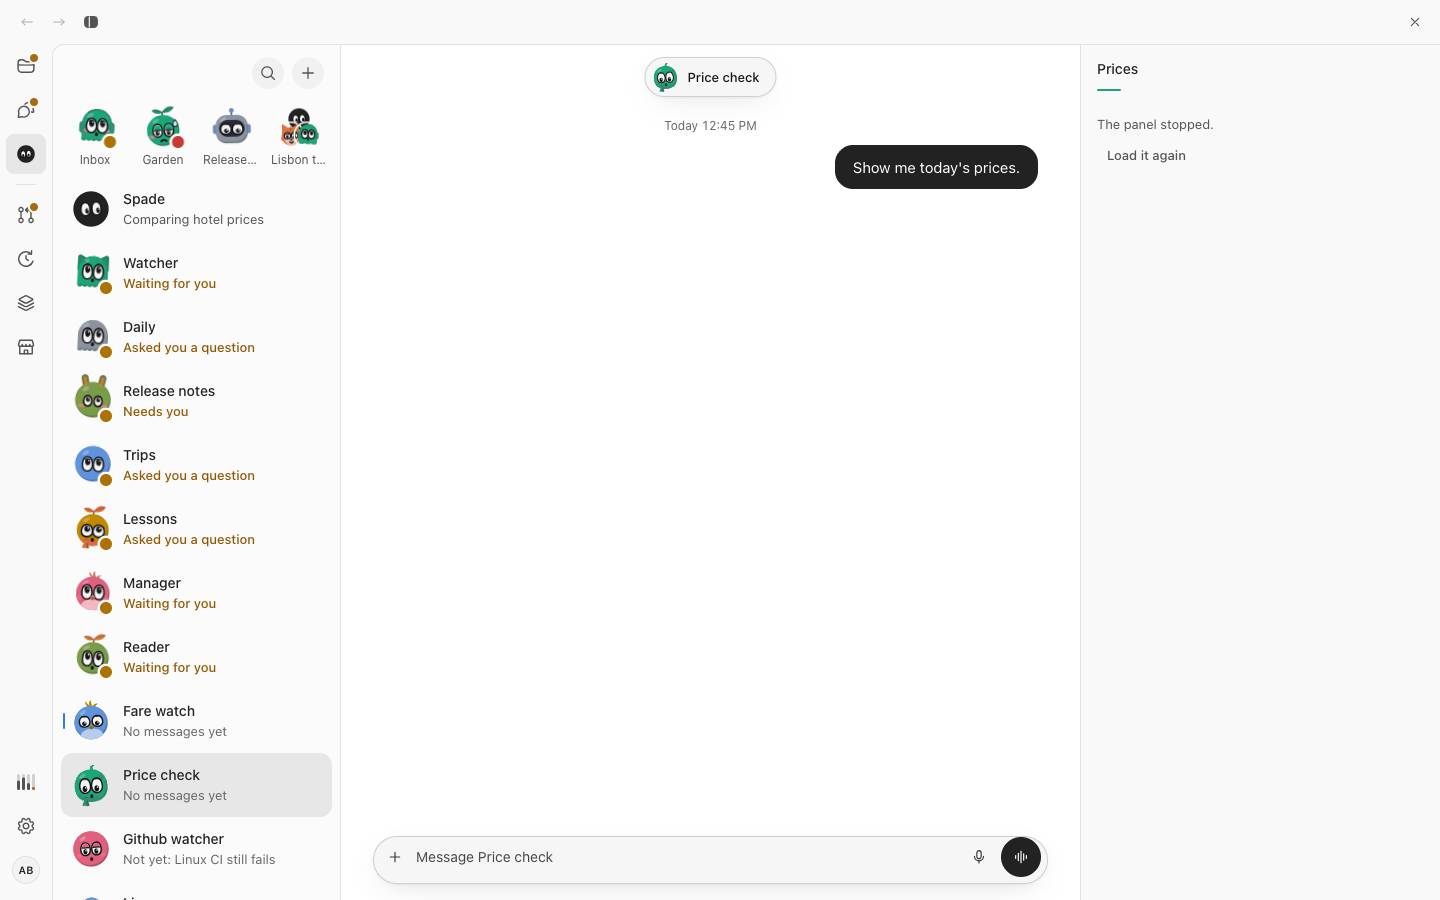 Inbox
Garden
Release...
Lisbon t...
Spade
Comparing hotel prices
Watcher
Waiting for you
Daily
Asked you a question
Release notes
Needs you
Trips
Asked you a question
Lessons
Asked you a question
Manager
Waiting for you
Reader
Waiting for you
Fare watch
No messages yet
Price check
No messages yet
Github watcher
Not yet: Linux CI still fails
AB
Price check
Today 12:45 PM
Show me today's prices.
Message Price check
Prices
The panel stopped.
Load it again